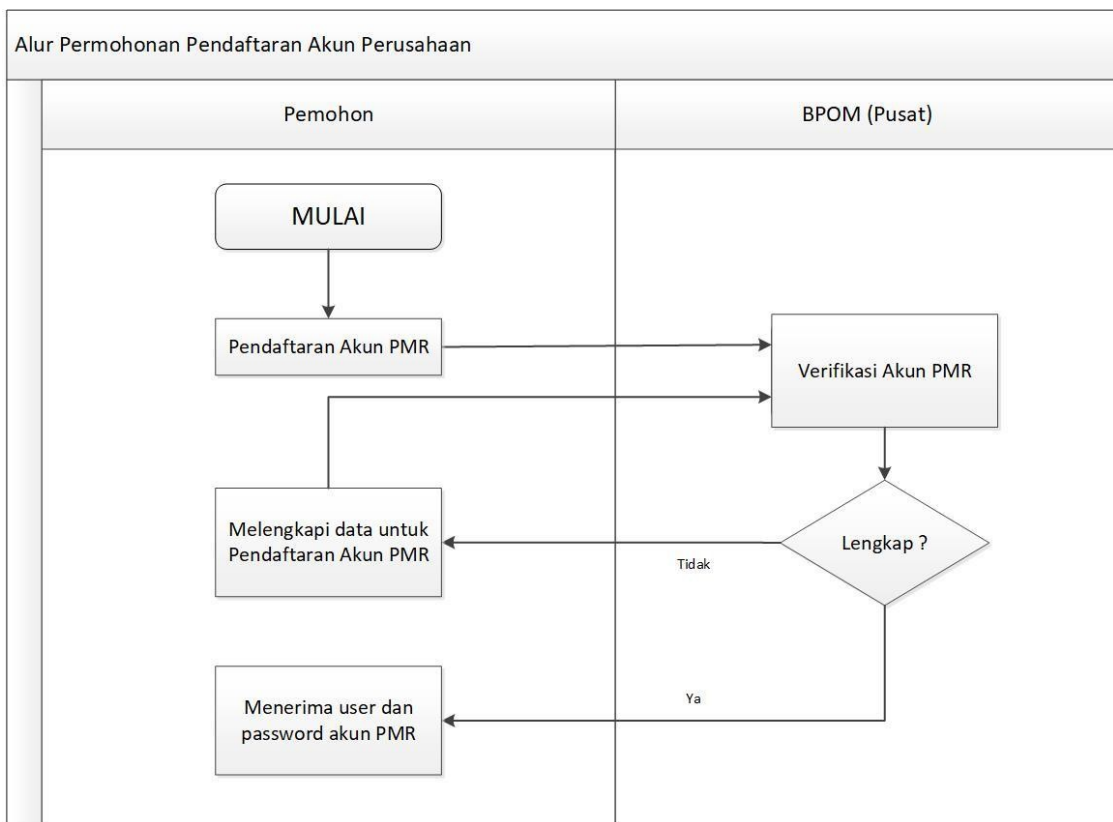 Alur Permohonan Pendaftaran Akun Perusahaan
Pemohon
BPOM (Pusat)
MULAI
Pendaftaran Akun PMR
Verifikasi Akun PMR
Melengkapi data untuk
Pendaftaran Akun PMR
Lengkap ?
Tidak
Menerima user dan
password akun PMR
Ya